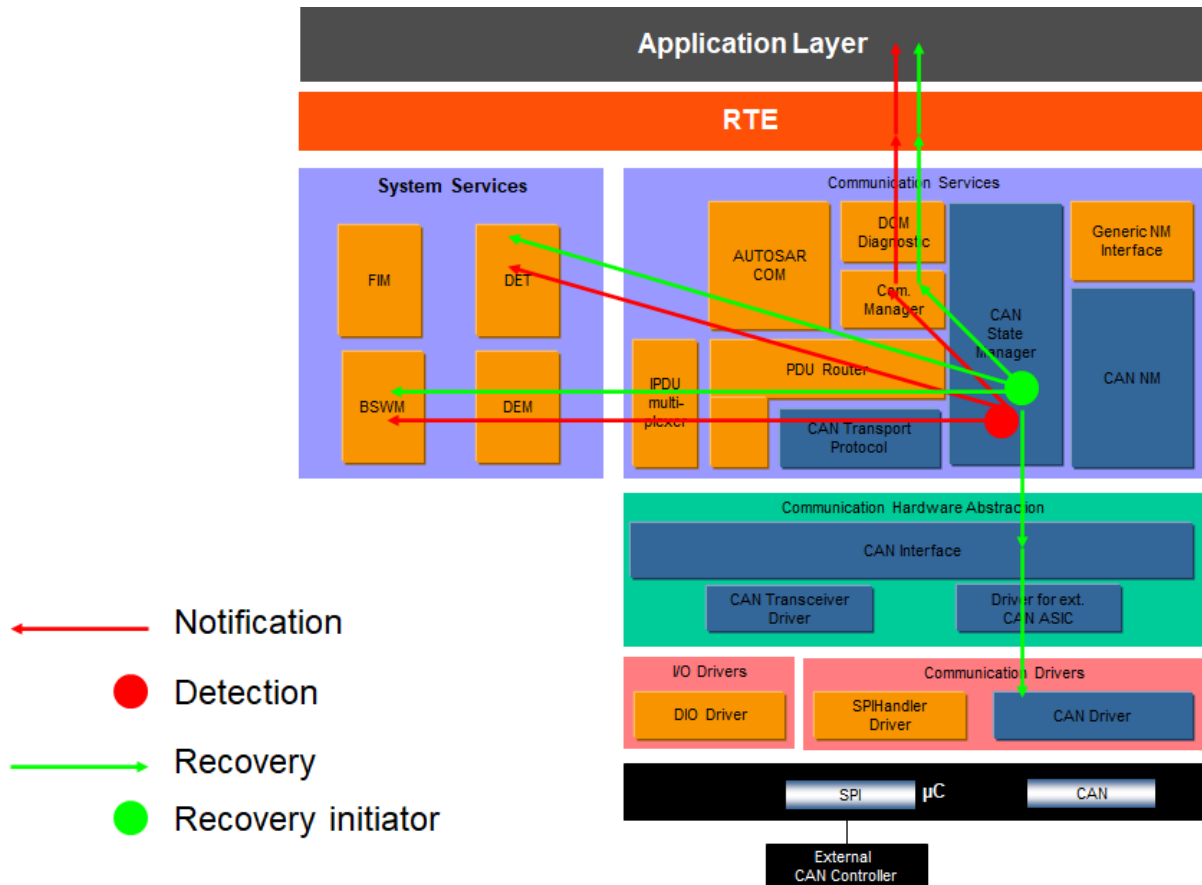 Application Layer
RTE
System Services
FIM
DET
BSWM
DEM
Communication Services
AUTOSAR
COM
DCM
Diagnostic
Com.
Manager
CAN
State
Manager
Generic NM
Interface
CAN NM
IPDU
multi-
plexer
PDU Router
CAN Transport
Protocol
Communication Hardware Abstraction
CAN Interface
CAN Transceiver
Driver
Driver for ext.
CAN ASIC
I/O Drivers
DIO Driver
Communication Drivers
SPIHandler
Driver
CAN Driver
SPI
µC
CAN
External
CAN Controller
Notification
Detection
Recovery
Recovery initiator